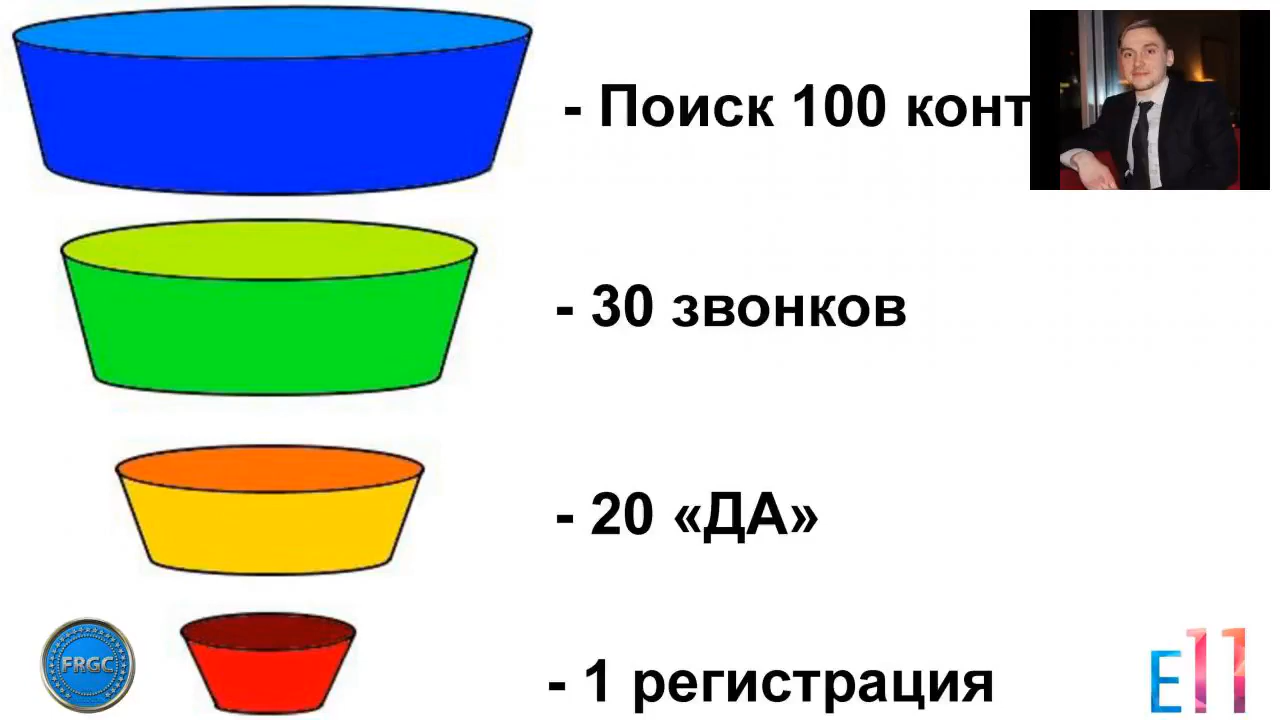 - Поиск 100 конт
- 30 звонков
- 20 «ДА»
- 1 регистрация
FRGC
E11